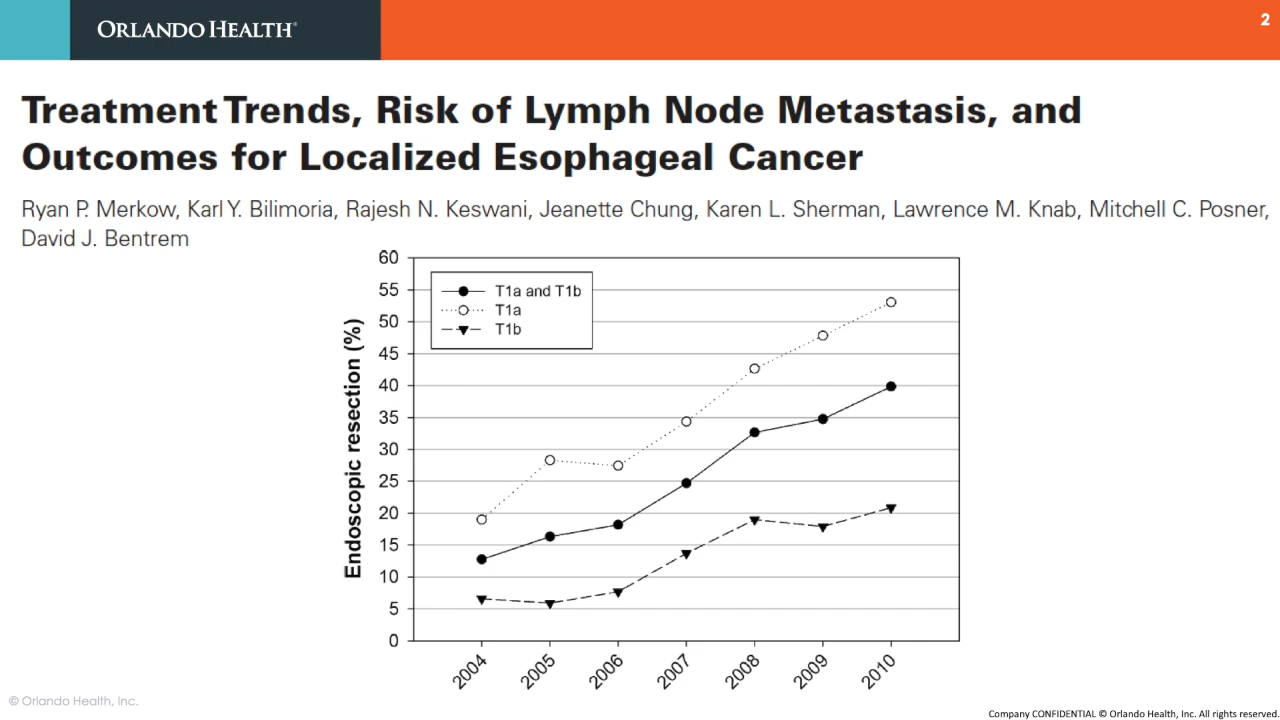 ORLANDO HEALTH®
2
Treatment Trends, Risk of Lymph Node Metastasis, and
Outcomes for Localized Esophageal Cancer
Ryan P. Merkow, Karl Y. Bilimoria, Rajesh N. Keswani, Jeanette Chung, Karen L. Sherman, Lawrence M. Knab, Mitchell C. Posner,
David J. Bentrem
Endoscopic resection (%)
60
55
50
45
40
35
30
25
20
15
10
5
0
T1a and T1b
T1a
T1b
2004
2005
2006
2007
2008
2009
2010
© Orlando Health, Inc.
Company CONFIDENTIAL © Orlando Health, Inc. All rights reserved.